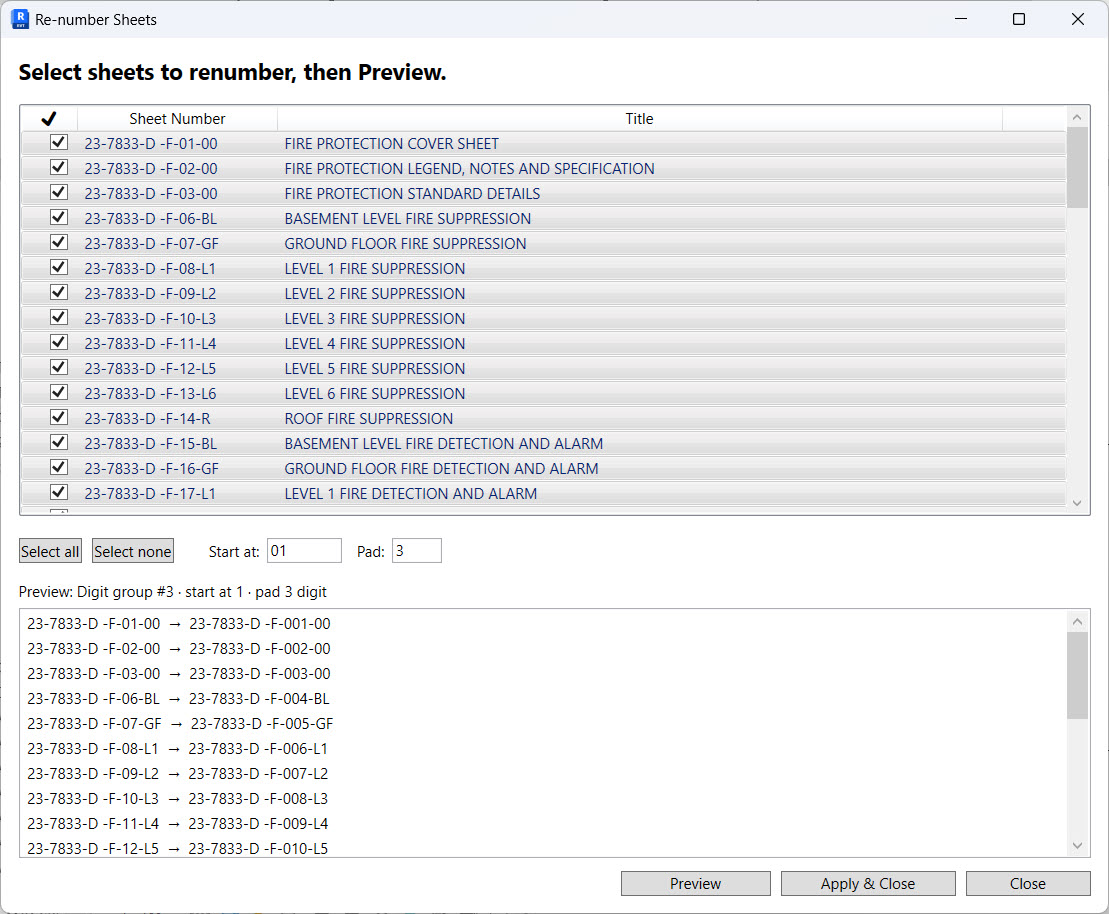 Re-number Sheets
Select sheets to renumber, then Preview.
Sheet Number Title
23-7833-D -F-01-00 FIRE PROTECTION COVER SHEET
23-7833-D -F-02-00 FIRE PROTECTION LEGEND, NOTES AND SPECIFICATION
23-7833-D -F-03-00 FIRE PROTECTION STANDARD DETAILS
23-7833-D -F-06-BL BASEMENT LEVEL FIRE SUPPRESSION
23-7833-D -F-07-GF GROUND FLOOR FIRE SUPPRESSION
23-7833-D -F-08-L1 LEVEL 1 FIRE SUPPRESSION
23-7833-D -F-09-L2 LEVEL 2 FIRE SUPPRESSION
23-7833-D -F-10-L3 LEVEL 3 FIRE SUPPRESSION
23-7833-D -F-11-L4 LEVEL 4 FIRE SUPPRESSION
23-7833-D -F-12-L5 LEVEL 5 FIRE SUPPRESSION
23-7833-D -F-13-L6 LEVEL 6 FIRE SUPPRESSION
23-7833-D -F-14-R ROOF FIRE SUPPRESSION
23-7833-D -F-15-BL BASEMENT LEVEL FIRE DETECTION AND ALARM
23-7833-D -F-16-GF GROUND FLOOR FIRE DETECTION AND ALARM
23-7833-D -F-17-L1 LEVEL 1 FIRE DETECTION AND ALARM
Select all Select none Start at: 01 Pad: 3
Preview: Digit group #3 · start at 1 · pad 3 digit
23-7833-D -F-01-00 → 23-7833-D -F-001-00
23-7833-D -F-02-00 → 23-7833-D -F-002-00
23-7833-D -F-03-00 → 23-7833-D -F-003-00
23-7833-D -F-06-BL → 23-7833-D -F-004-BL
23-7833-D -F-07-GF → 23-7833-D -F-005-GF
23-7833-D -F-08-L1 → 23-7833-D -F-006-L1
23-7833-D -F-09-L2 → 23-7833-D -F-007-L2
23-7833-D -F-10-L3 → 23-7833-D -F-008-L3
23-7833-D -F-11-L4 → 23-7833-D -F-009-L4
23-7833-D -F-12-L5 → 23-7833-D -F-010-L5
Preview Apply & Close Close